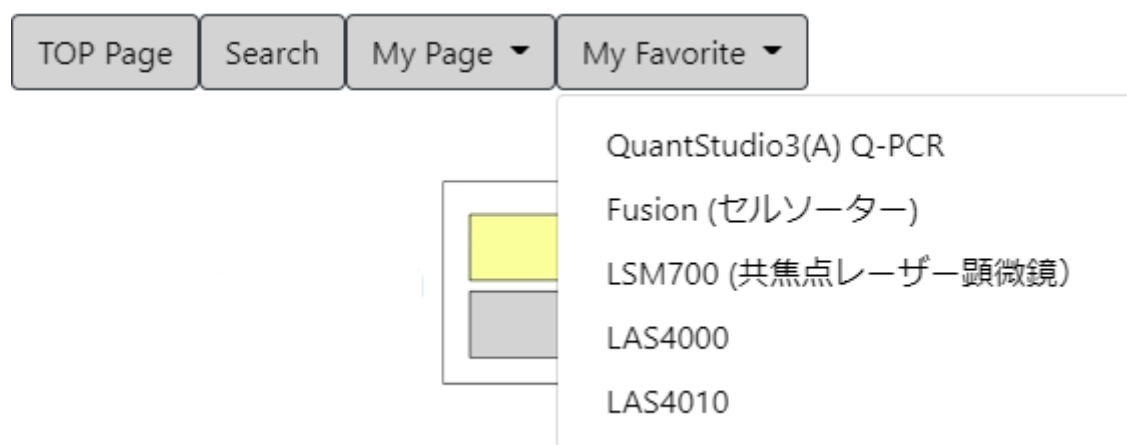 TOP Page Search My Page My Favorite
QuantStudio3(A) Q-PCR
Fusion (セルソーター)
LSM700 (共焦点レーザー顕微鏡）
LAS4000
LAS4010